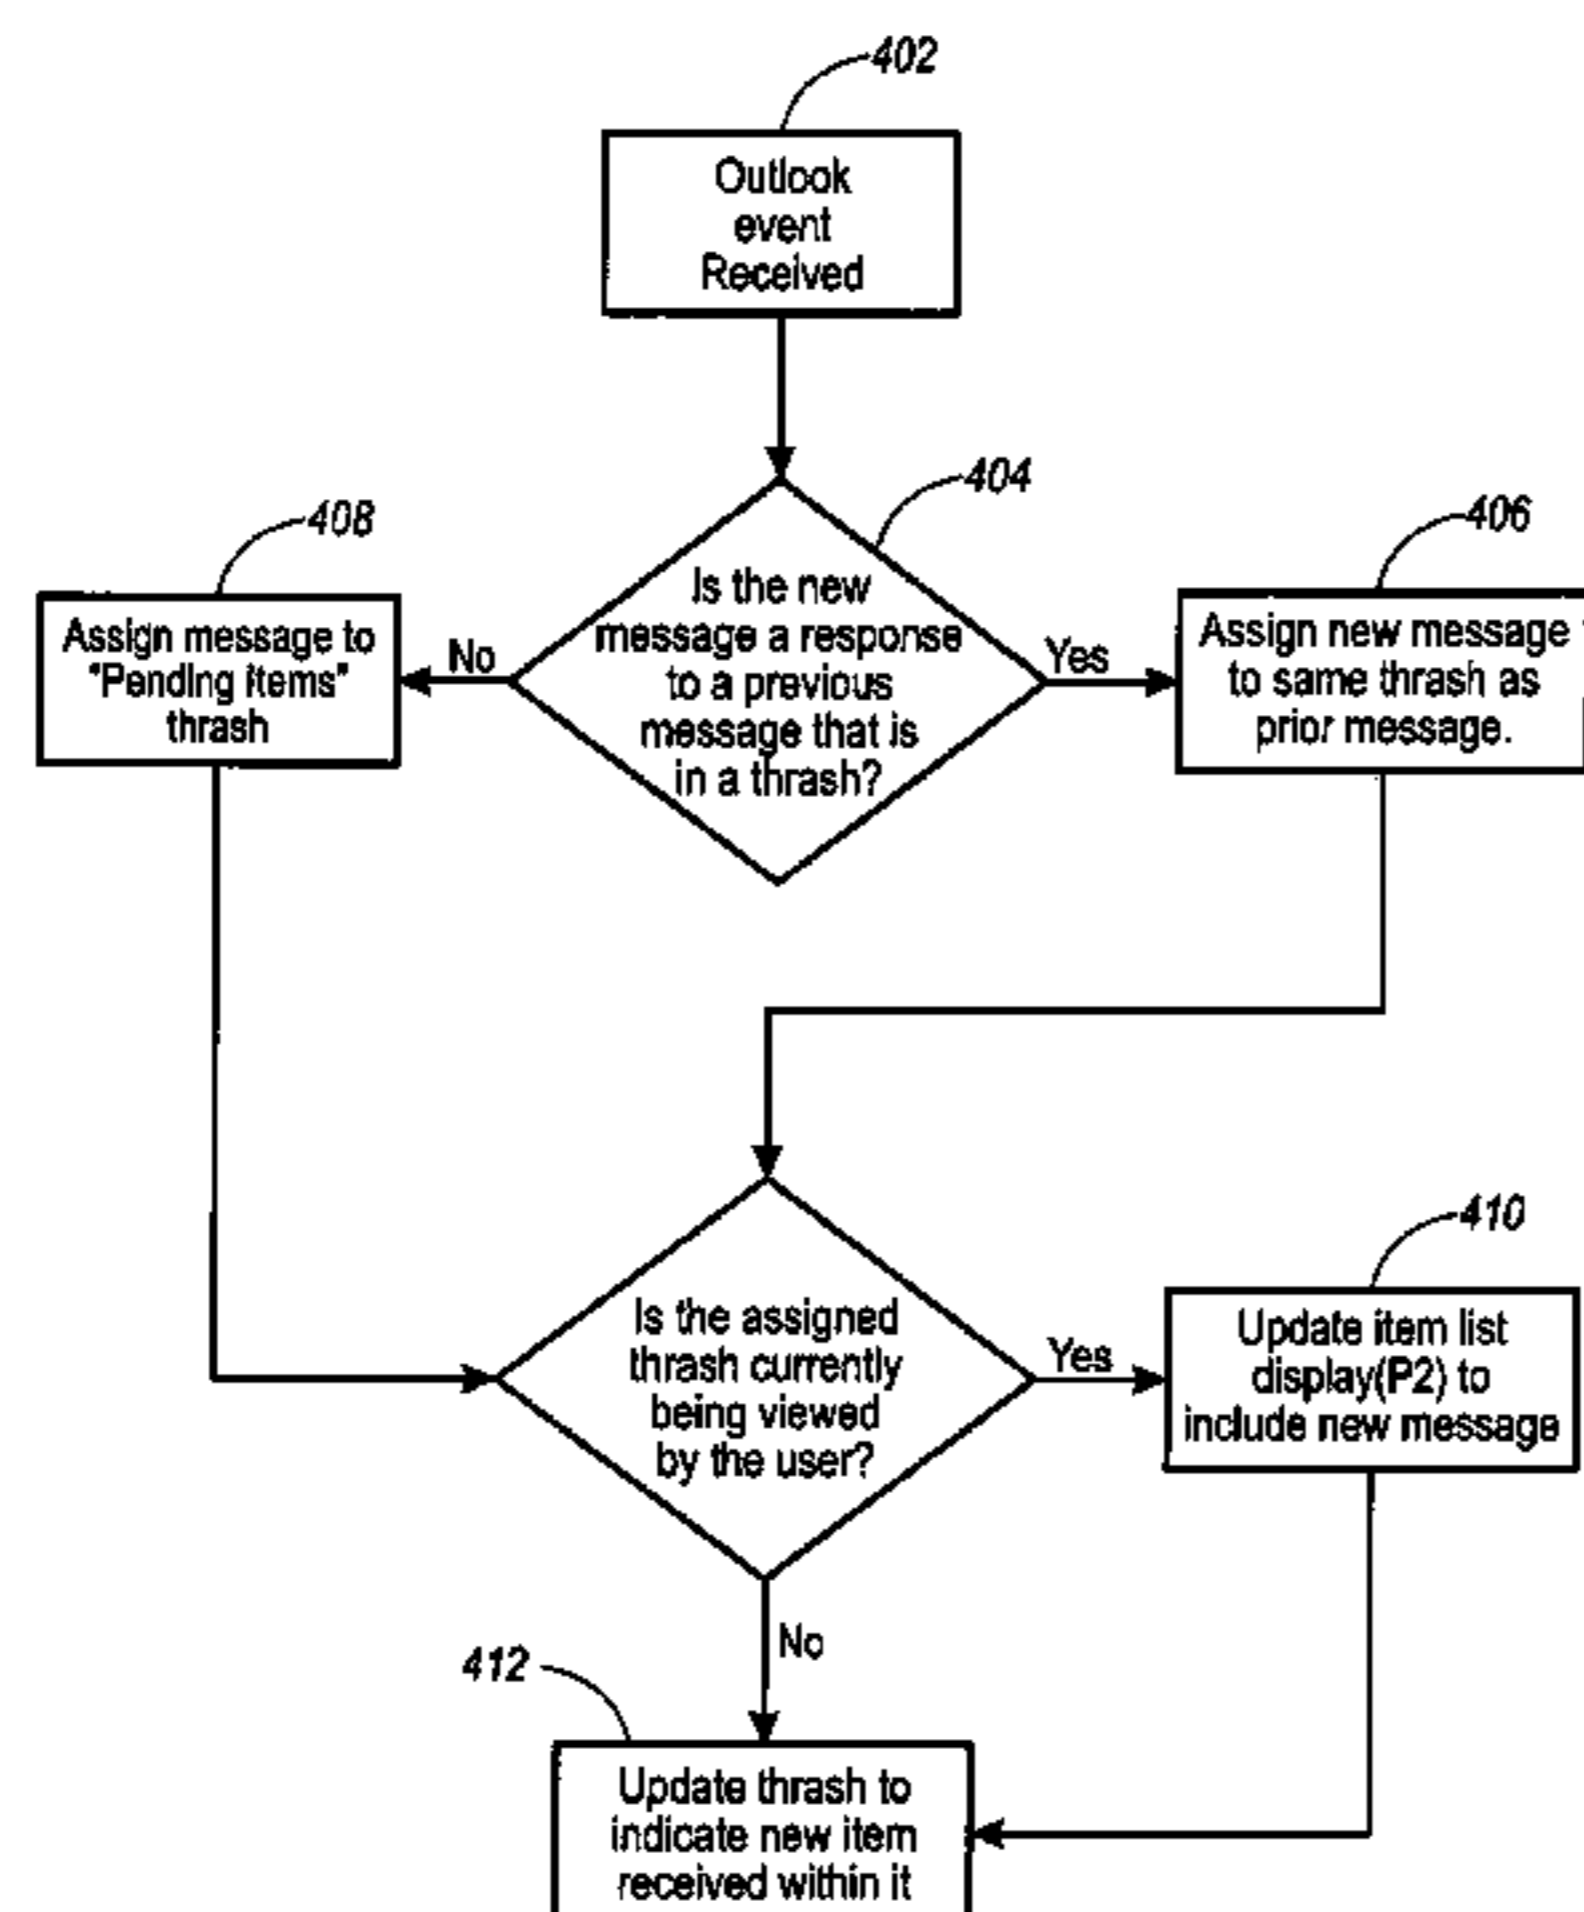 402
Outlook
event
Received
404
Is the new
message a response
to a previous
message that is
in a thrash?
No
Yes
408
Assign message to
"Pending Items"
thrash
406
Assign new message
to same thrash as
prior message.
Is the assigned
thrash currently
being viewed
by the user?
Yes
No
410
Update item list
display(P2) to
include new message
412
Update thrash to
indicate new item
received within it